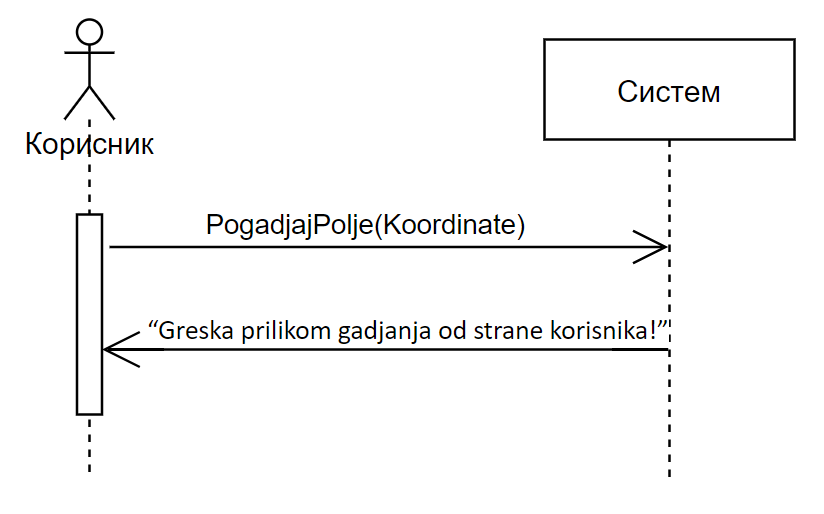 Корисник
Систем
PogadjajPolje(Koordinate)
“Greska prilikom gadjanja od strane korisnika!”